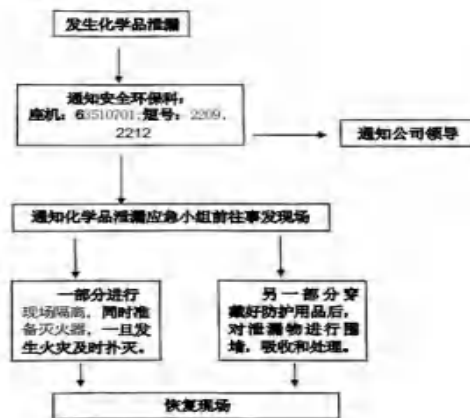 发生化学品泄漏
通知安全环保科：
座机：63510701;短号：2209，
2212
通知公司领导
通知化学品泄漏应急小组前往事发现场
一部分进行
现场隔离，同时准
备灭火器，一旦发
生火灾及时扑灭。
另一部分穿
戴好防护用品后，
对泄漏物进行围
墙，吸收和处理。
恢复现场